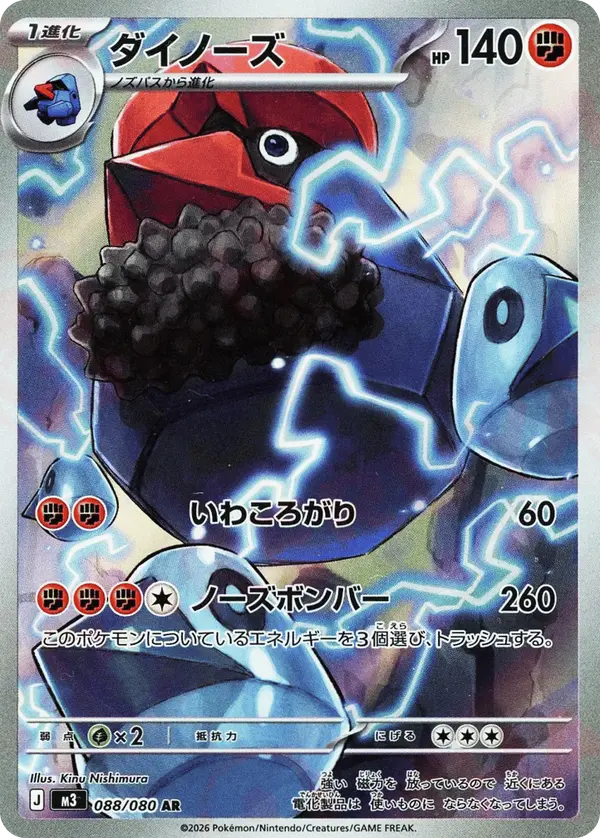 1進化
ダイノーズ
HP 140
ノズパスから進化
いわころがり 60
ノーズボンバー 260
このポケモンについているエネルギーを3個選び、トラッシュする。
弱点 ×2 抵抗力 にげる
Illus. Kinu Nishimura
強い 磁力を 放っているので 近くにある
J M3 088/080 AR
電化製品は 使いものに ならなくなってしまう。
©2026 Pokémon/Nintendo/Creatures/GAME FREAK.